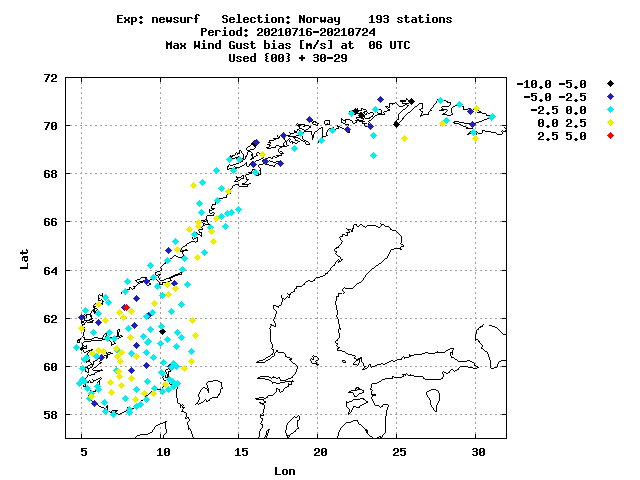 Exp: newsurf Selection: Norway 193 stations
Period: 20210716-20210724
Max Wind Gust bias [m/s] at 06 UTC
Used {00} + 30-29
-10.0 -5.0
-5.0 -2.5
-2.5 0.0
0.0 2.5
2.5 5.0
72
70
68
66
64
62
60
58
Lat
5 10 15 20 25 30
Lon